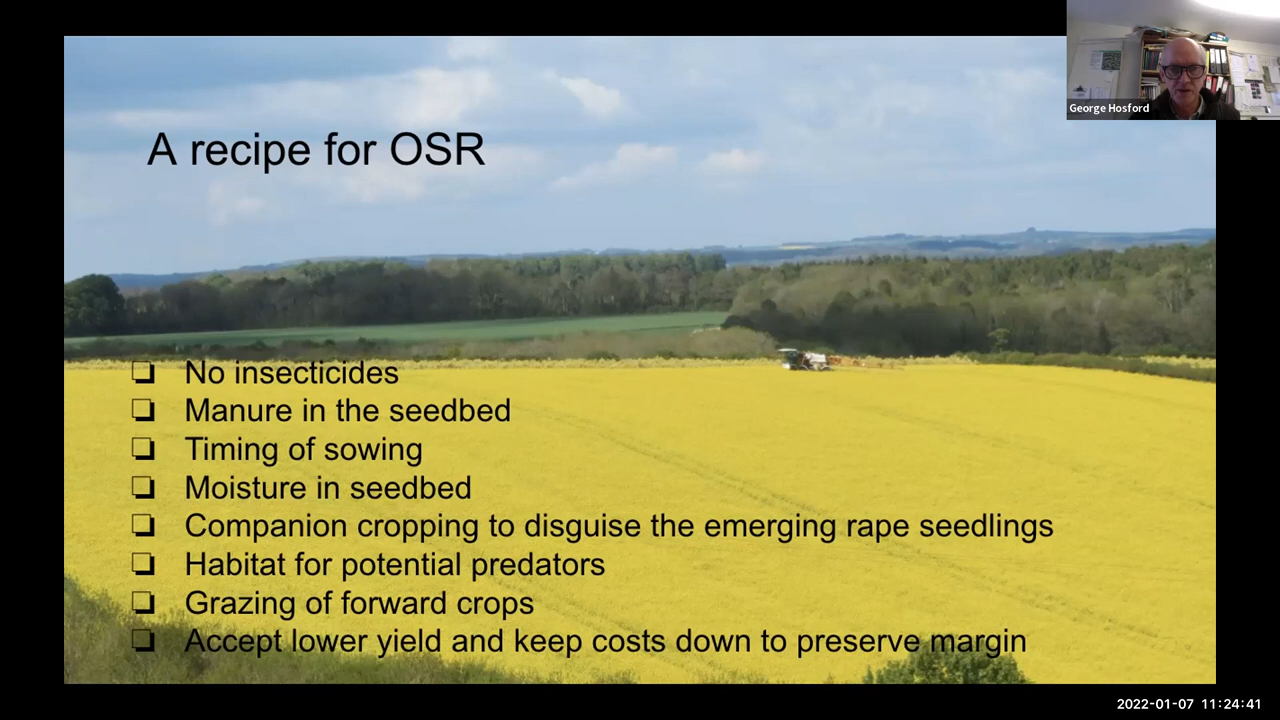 George Hosford
A recipe for OSR
❏ No insecticides
❏ Manure in the seedbed
❏ Timing of sowing
❏ Moisture in seedbed
❏ Companion cropping to disguise the emerging rape seedlings
❏ Habitat for potential predators
❏ Grazing of forward crops
❏ Accept lower yield and keep costs down to preserve margin
2022-01-07 11:24:41